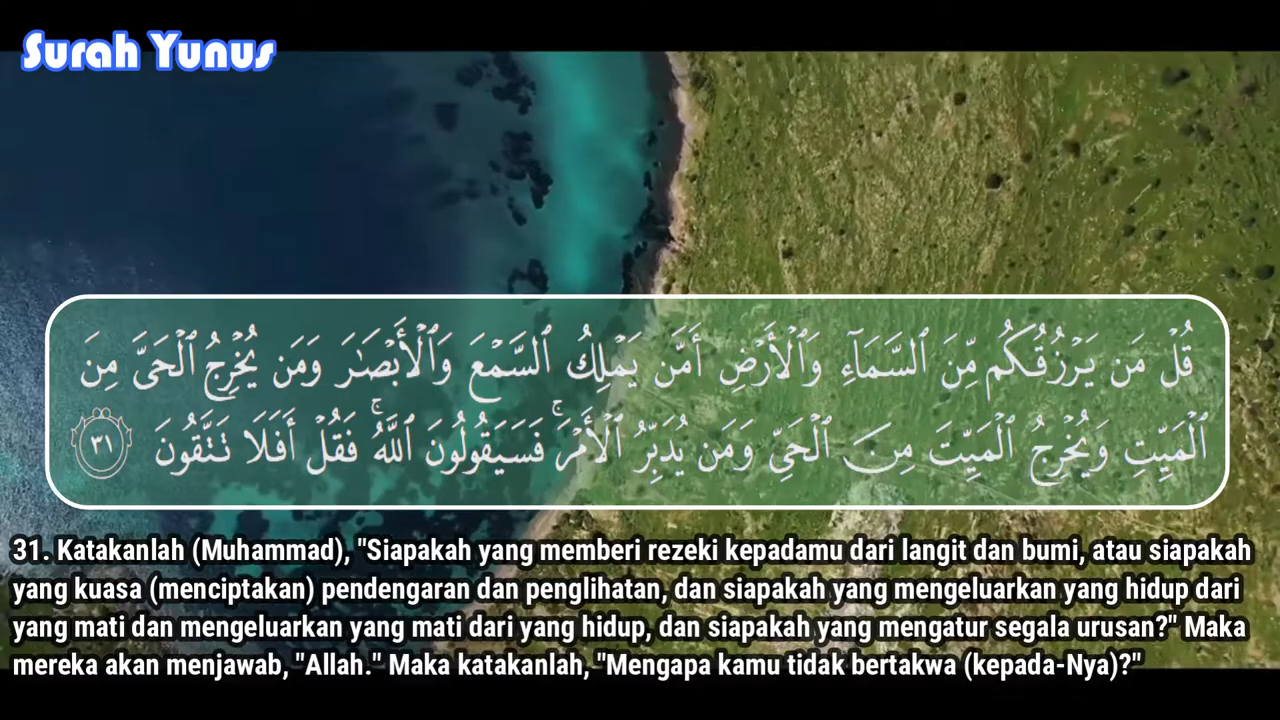 Surah Yunus
قُلْ مَن يَرْزُقُكُم مِّنَ ٱلسَّمَآءِ وَٱلْأَرْضِ أَمَّن يَمْلِكُ ٱلسَّمْعَ وَٱلْأَبْصَٰرَ وَمَن يُخْرِجُ ٱلْحَىَّ مِنَ
ٱلْمَيِّتِ وَيُخْرِجُ ٱلْمَيِّتَ مِنَ ٱلْحَىِّ وَمَن يُدَبِّرُ ٱلْأَمْرَ ۚ فَسَيَقُولُونَ ٱللَّهُ ۚ فَقُلْ أَفَلَا تَتَّقُونَ ٣١
31. Katakanlah (Muhammad), "Siapakah yang memberi rezeki kepadamu dari langit dan bumi, atau siapakah
yang kuasa (menciptakan) pendengaran dan penglihatan, dan siapakah yang mengeluarkan yang hidup dari
yang mati dan mengeluarkan yang mati dari yang hidup, dan siapakah yang mengatur segala urusan?" Maka
mereka akan menjawab, "Allah." Maka katakanlah, "Mengapa kamu tidak bertakwa (kepada-Nya)?"